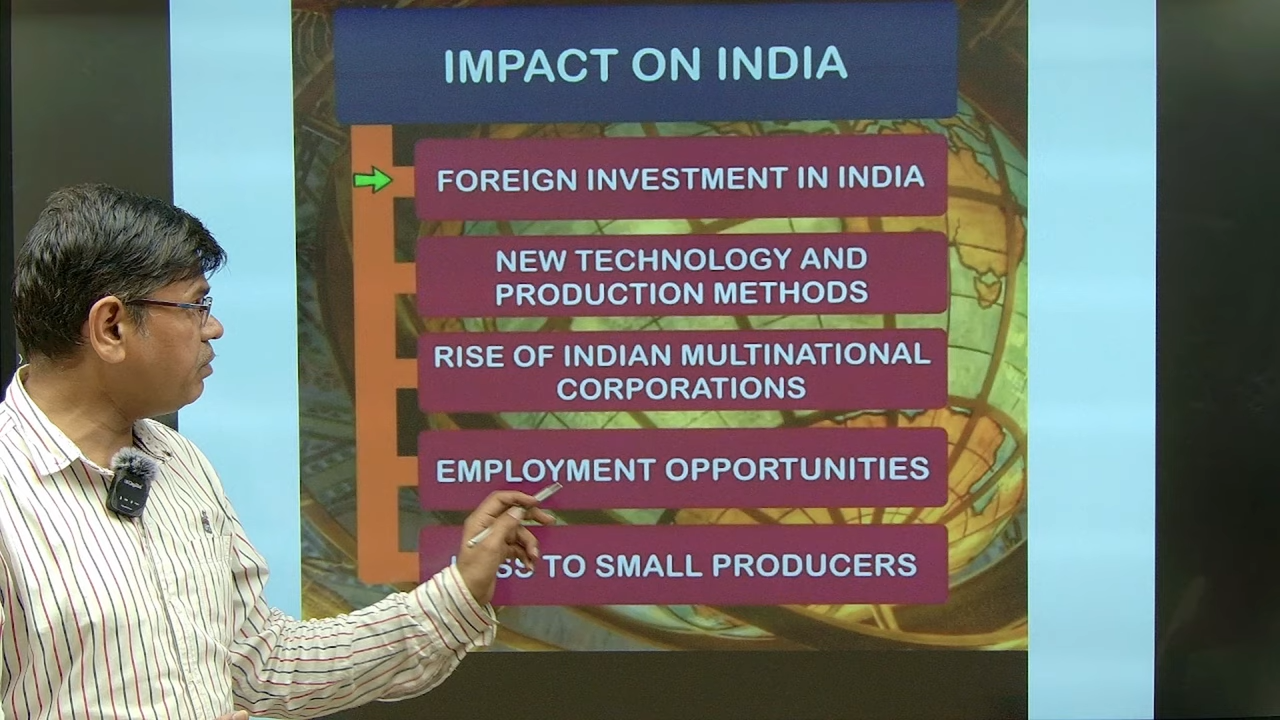 IMPACT ON INDIA
FOREIGN INVESTMENT IN INDIA
NEW TECHNOLOGY AND
PRODUCTION METHODS
RISE OF INDIAN MULTINATIONAL
CORPORATIONS
EMPLOYMENT OPPORTUNITIES
TO SMALL PRODUCERS